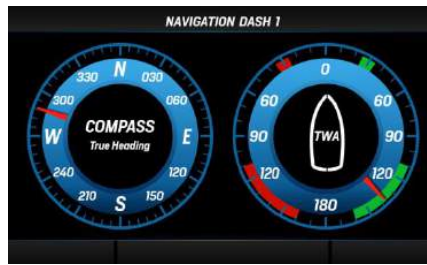 NAVIGATION DASH 1
N
330 030
300 060
COMPASS
True Heading
W E
240 120
210 150
S
0
60 60
90 TWA 90
120 120
180